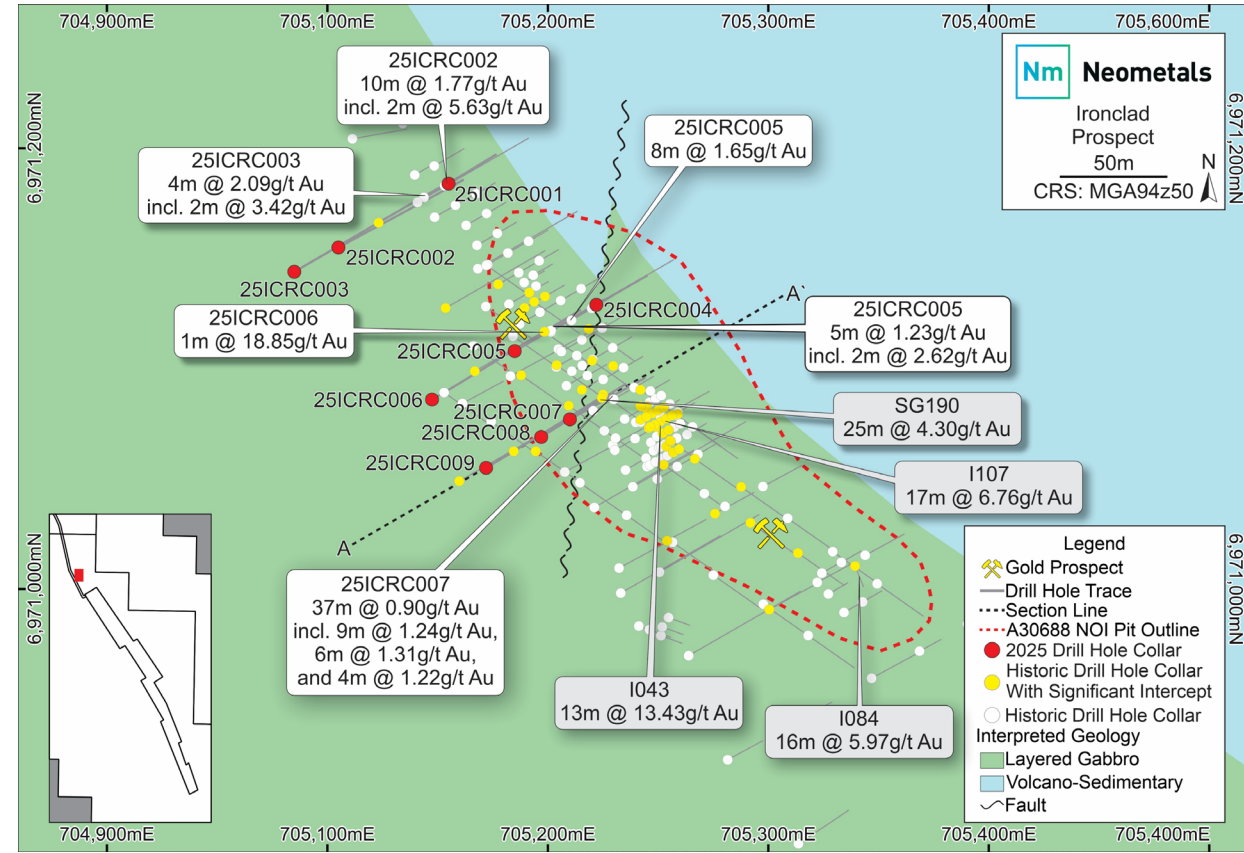 704,900mE 705,100mE 705,200mE 705,300mE 705,400mE 705,600mE
6,971,200mN
6,971,200mN
Nm Neometals
Ironclad
Prospect
50m
CRS: MGA94z50
N
25ICRC002
10m @ 1.77g/t Au
incl. 2m @ 5.63g/t Au
25ICRC005
8m @ 1.65g/t Au
25ICRC003
4m @ 2.09g/t Au
incl. 2m @ 3.42g/t Au
25ICRC001
25ICRC002
25ICRC003
25ICRC004
A`
25ICRC006
1m @ 18.85g/t Au
25ICRC005
5m @ 1.23g/t Au
incl. 2m @ 2.62g/t Au
25ICRC005
25ICRC006
25ICRC007
25ICRC008
25ICRC009
SG190
25m @ 4.30g/t Au
I107
17m @ 6.76g/t Au
A
6,971,000mN
6,971,000mN
25ICRC007
37m @ 0.90g/t Au
incl. 9m @ 1.24g/t Au,
6m @ 1.31g/t Au,
and 4m @ 1.22g/t Au
I043
13m @ 13.43g/t Au
I084
16m @ 5.97g/t Au
Legend
Gold Prospect
Drill Hole Trace
Section Line
A30688 NOI Pit Outline
2025 Drill Hole Collar
Historic Drill Hole Collar
With Significant Intercept
Historic Drill Hole Collar
Interpreted Geology
Layered Gabbro
Volcano-Sedimentary
Fault
704,900mE 705,100mE 705,200mE 705,300mE 705,400mE 705,400mE